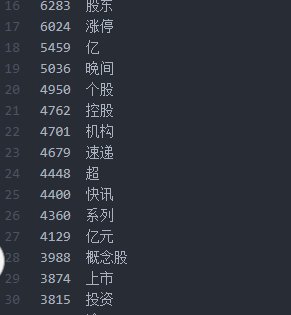 16 6283 股东
17 6024 涨停
18 5459 亿
19 5036 晚间
20 4950 个股
21 4762 控股
22 4701 机构
23 4679 速递
24 4448 超
25 4400 快讯
26 4360 系列
27 4129 亿元
28 3988 概念股
29 3874 上市
30 3815 投资